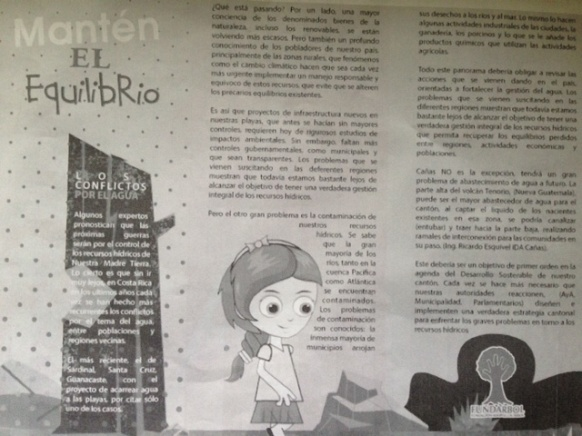 Mantén
EL
EquilibRio
LOS
CONFLICTOS
POR EL AGUA
Algunos expertos
pronostican que las
próximas guerras
serán por el control de
los recursos hídricos de
Nuestra Madre Tierra.
Lo cierto es que sin ir
muy lejos, en Costa Rica
en los últimos años cada
vez se han hecho más
recurrentes los conflictos
por el tema del agua,
entre poblaciones y
regiones vecinas.
El más reciente, el de
Sardinal, Santa Cruz,
Guanacaste, con el
proyecto de acarrear agua
a las playas, por citar sólo
uno de los casos.
¿Qué está pasando? Por un lado, una mayor
conciencia de los denominados bienes de la
naturaleza, incluso los renovables, se están
volviendo más escasos. Pero también un profundo
conocimiento de los pobladores de nuestro país
principalmente de las zonas rurales, que fenómenos
como el cambio climático hacen que sea cada vez
más urgente implementar un manejo responsable y
equívoco de estos recursos, que evite que se alteren
los precarios equilibrios existentes.
Es así que proyectos de infraestructura nuevos en
nuestras playas, que antes se hacían sin mayores
controles, requieren hoy de rigurosos estudios de
impactos ambientales. Sin embargo, faltan más
controles gubernamentales, como municipales y
que sean transparentes. Los problemas que se
vienen suscitando en las deferentes regiones
muestran que todavía estamos bastante lejos de
alcanzar el objetivo de tener una verdadera gestión
integral de los recursos hídricos.
Pero el otro gran problema es la contaminación de
nuestros recursos
hídricos. Se sabe
que la gran
mayoría de los
ríos, tanto en la
cuenca Pacífica
como Atlántica
se encuentran
contaminados.
Los problemas
de contaminación
son conocidos: la
inmensa mayoría de
municipios arrojan
sus desechos a los ríos y al mar. Lo mismo lo hacen
algunas actividades industriales de las ciudades, la
ganadería, los porcinos y lo que se le añade los
productos químicos que utilizan las actividades
agrícolas.
Todo este panorama debería obligar a revisar las
acciones que se vienen dando en el país,
orientadas a fortalecer la gestión del agua. Los
problemas que se vienen suscitando en las
diferentes regiones muestran que todavía estamos
bastante lejos de alcanzar el objetivo de tener una
verdadera gestión integral de los recursos hídricos
que permita recuperar los equilibrios perdidos,
entre regiones, actividades económicas y
poblaciones.
Cañas NO es la excepción, tendrá un gran
problema de abastecimiento de agua a futuro. La
parte alta del volcán Tenorio, (Nueva Guatemala),
puede ser el mayor abastecedor de agua para el
cantón, al captar el líquido de los nacientes
existentes en esa zona, se podría canalizar
(entubar) y traer hacia la parte baja, realizando
ramales de interconexión para las comunidades en
su paso. (Ing. Ricardo Esquivel IDA Cañas).
Este debería ser un objetivo de primer orden en la
agenda del Desarrollo Sostenible de nuestro
cantón. Cada vez se hace más necesario que
nuestras autoridades reaccionen, (AyA,
Municipalidad, Parlamentarios) diseñen e
implementen una verdadera estrategia cantonal
para enfrentar los graves problemas en torno a los
recursos hídricos.
FUNDARBOL